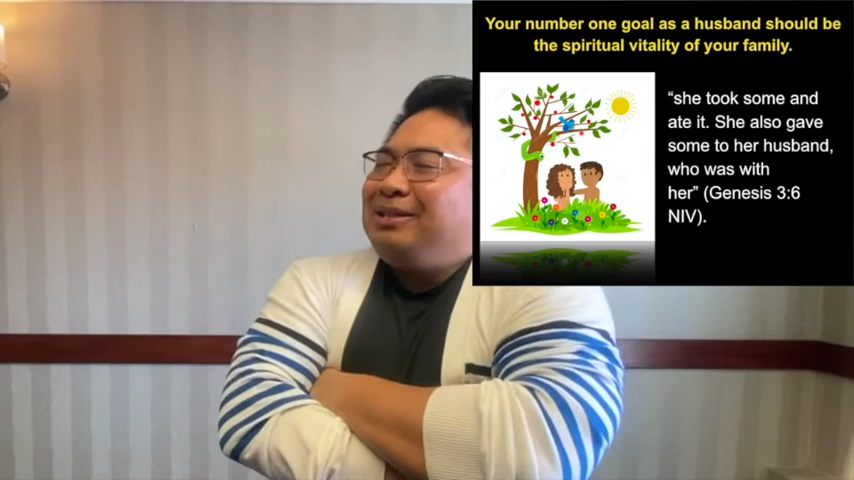 Your number one goal as a husband should be
the spiritual vitality of your family.
“she took some and
ate it. She also gave
some to her husband,
who was with
her” (Genesis 3:6
NIV).